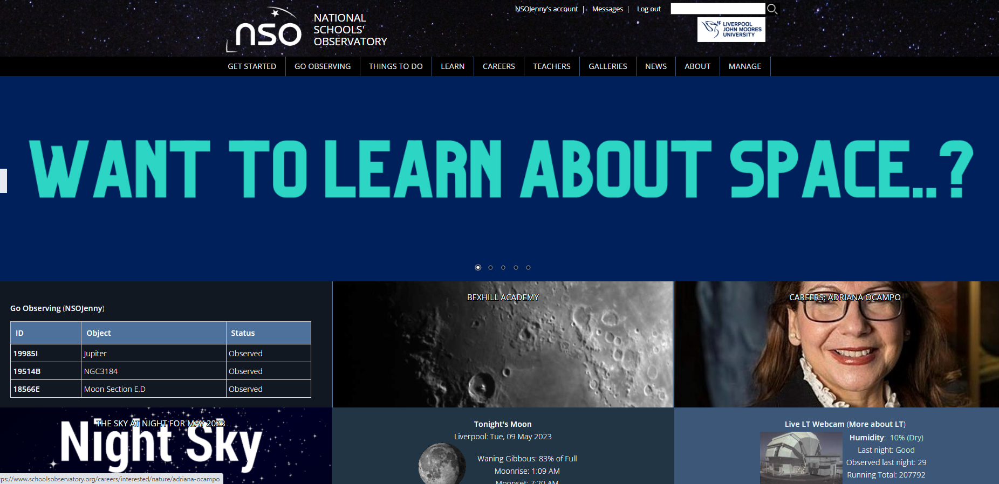 nso
NATIONAL
SCHOOLS'
OBSERVATORY
NSOJenny's account | Messages | Log out
LIVERPOOL
JOHN MOORES
UNIVERSITY
GET STARTED
GO OBSERVING
THINGS TO DO
LEARN
CAREERS
TEACHERS
GALLERIES
NEWS
ABOUT
MANAGE
WANT TO LEARN ABOUT SPACE..?
Go Observing (NSOJenny)
ID Object Status
19985I Jupiter Observed
19514B NGC3184 Observed
18566E Moon Section E,D Observed
BEXHILL ACADEMY
CAREERS: ADRIANA OCAMPO
THE SKY AT NIGHT FOR MAY 2023
Night Sky
Tonight's Moon
Liverpool: Tue, 09 May 2023
Waning Gibbous: 83% of Full
Moonrise: 1:09 AM
Moonset: 7:20 AM
Live LT Webcam (More about LT)
Humidity: 10% (Dry)
Last night: Good
Observed last night: 29
Running Total: 207792
tps://www.schoolsobservatory.org/careers/interested/nature/adriana-ocampo